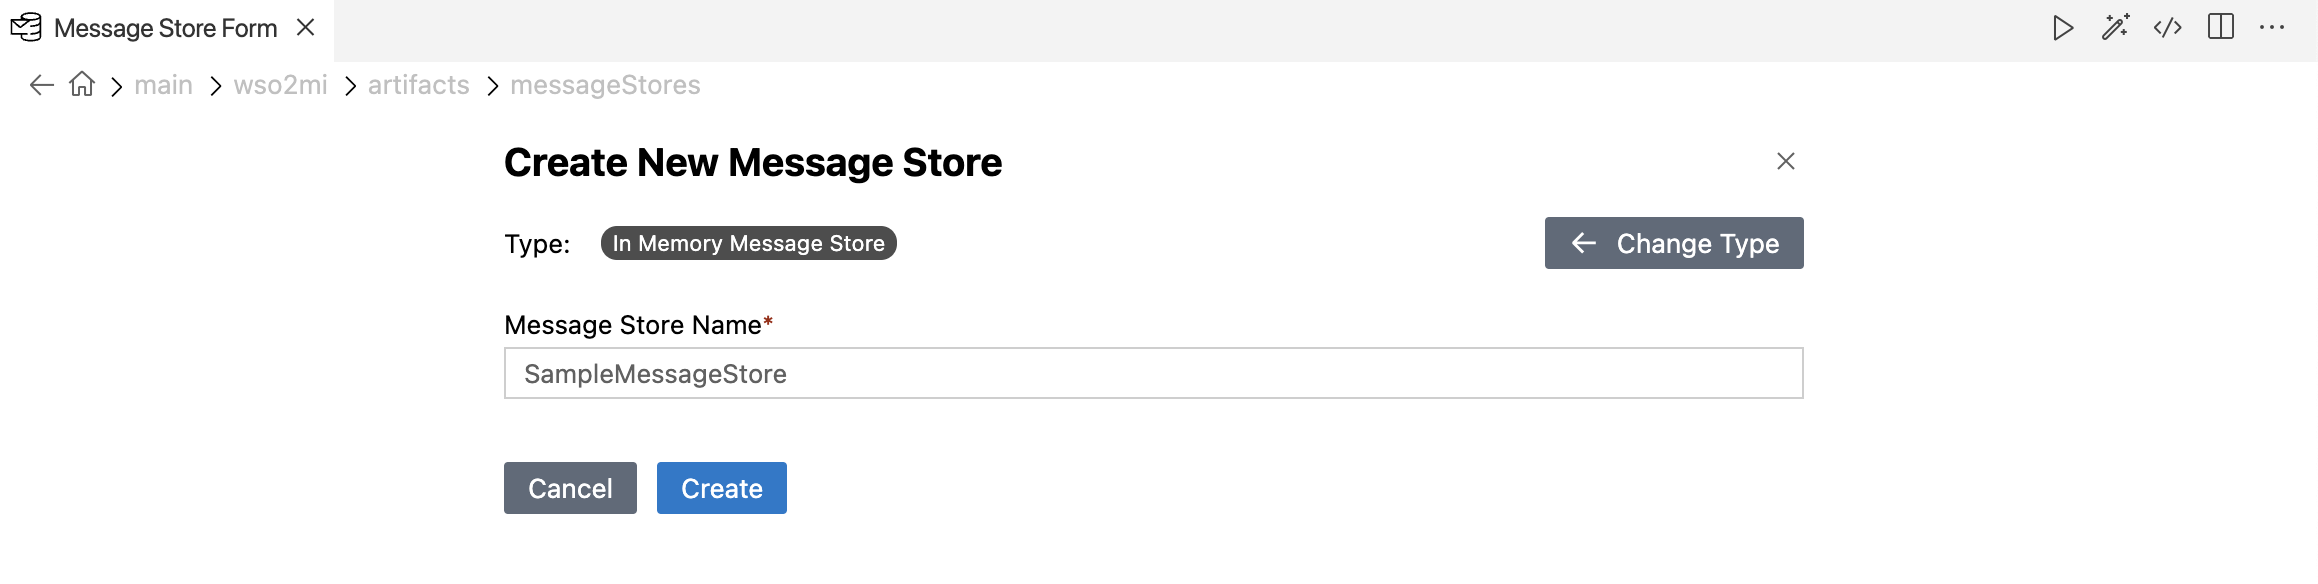 Message Store Form
main > wso2mi > artifacts > messageStores
Create New Message Store
Type: In Memory Message Store
Change Type
Message Store Name*
SampleMessageStore
Cancel Create